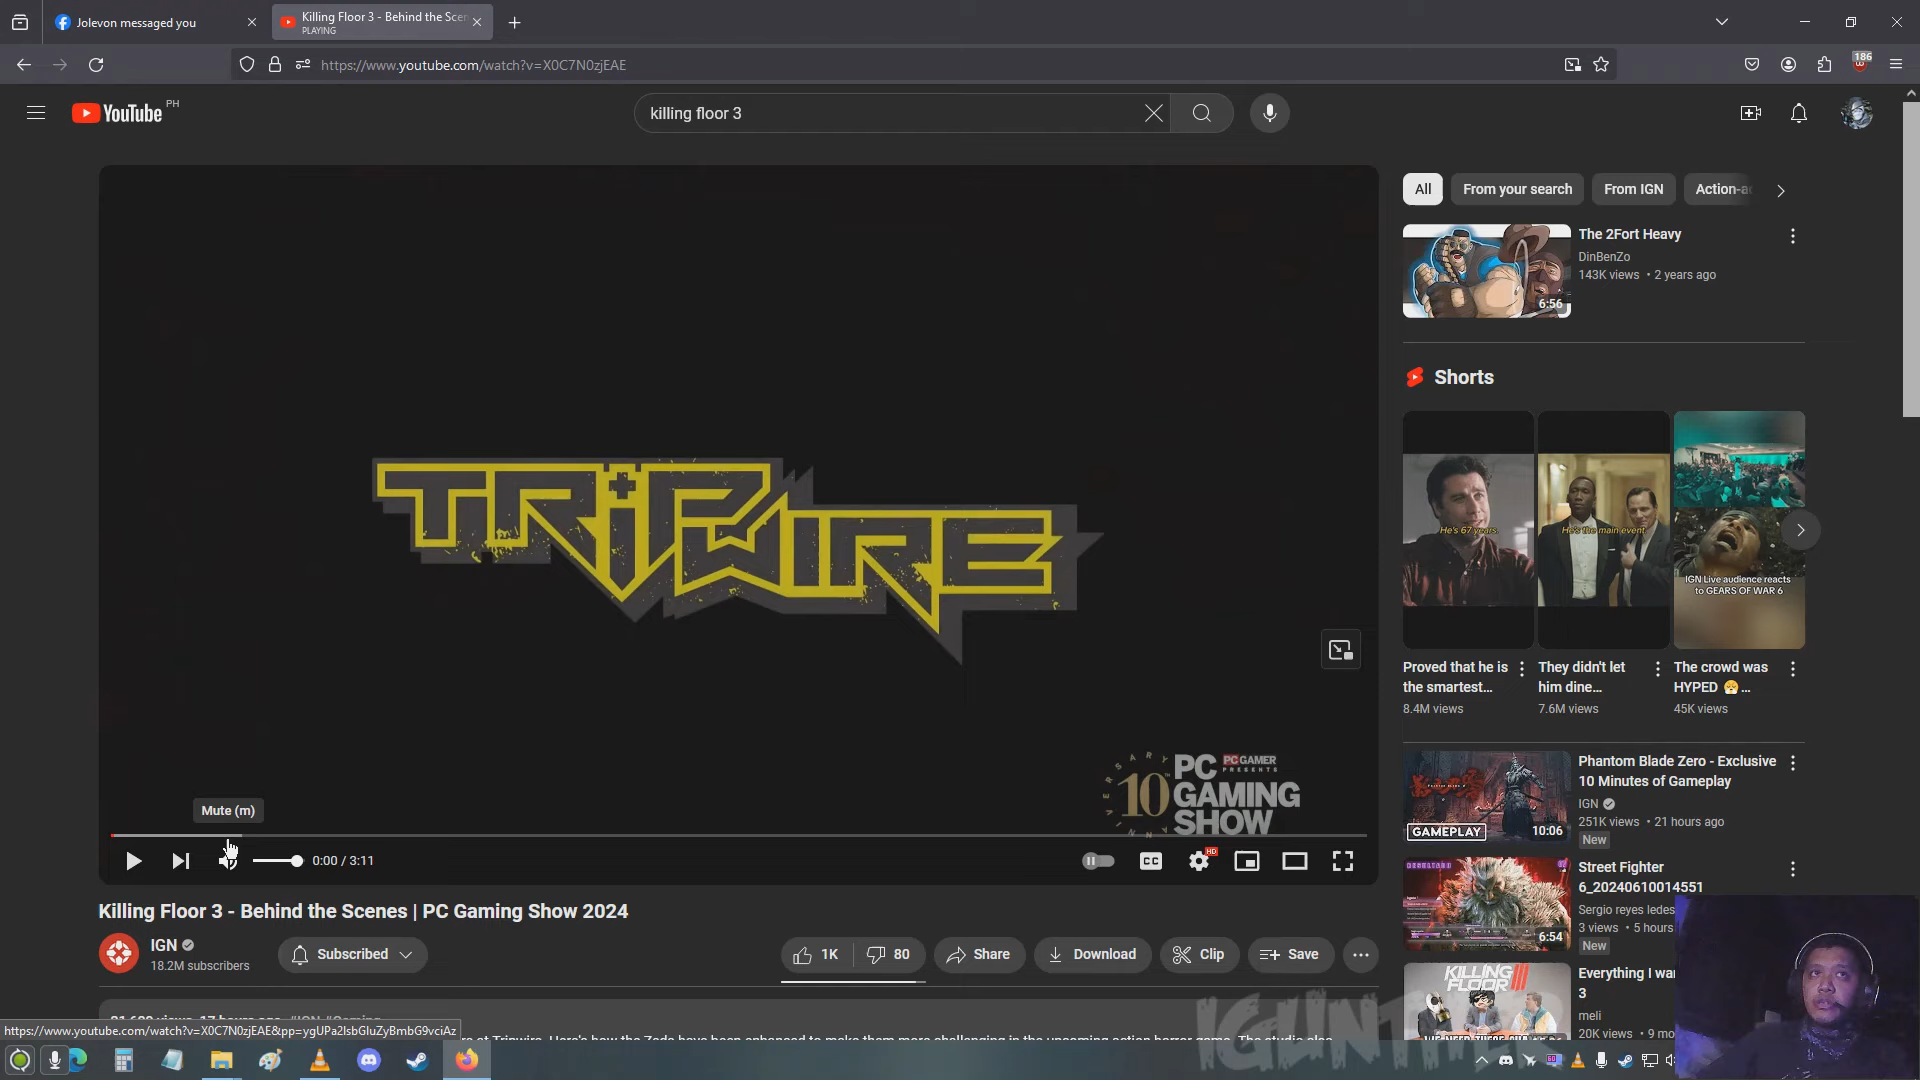 Jolevon messaged you
Killing Floor 3 - Behind the Scen
PLAYING
https://www.youtube.com/watch?v=X0C7N0zjEAE
186
YouTube PH
killing floor 3
All
From your search
From IGN
Action-a
The 2Fort Heavy
DinBenZo
143K views • 2 years ago
6:56
Shorts
He's 67 years.
He's the main event
IGN Live audience reacts
to GEARS OF WAR 6
Proved that he is
the smartest...
8.4M views
They didn't let
him dine...
7.6M views
The crowd was
HYPED 😤 ...
45K views
TRIPWIRE
10TH ANNIVERSARY
PC GAMER
PRESENTS
PC
GAMING
SHOW
Mute (m)
0:00 / 3:11
CC
HD
Killing Floor 3 - Behind the Scenes | PC Gaming Show 2024
IGN
18.2M subscribers
Subscribed
1K
80
Share
Download
Clip
Save
Phantom Blade Zero - Exclusive
10 Minutes of Gameplay
IGN
251K views • 21 hours ago
New
GAMEPLAY
10:06
Street Fighter
6_20240610014551
Sergio reyes ledes
3 views • 5 hours
New
6:54
Everything I wa
3
meli
20K views • 9 mo
KILLING
FLOOR
https://www.youtube.com/watch?v=X0C7N0zjEAE&pp=ygUPa2lsbGluZyBmbG9vciAz